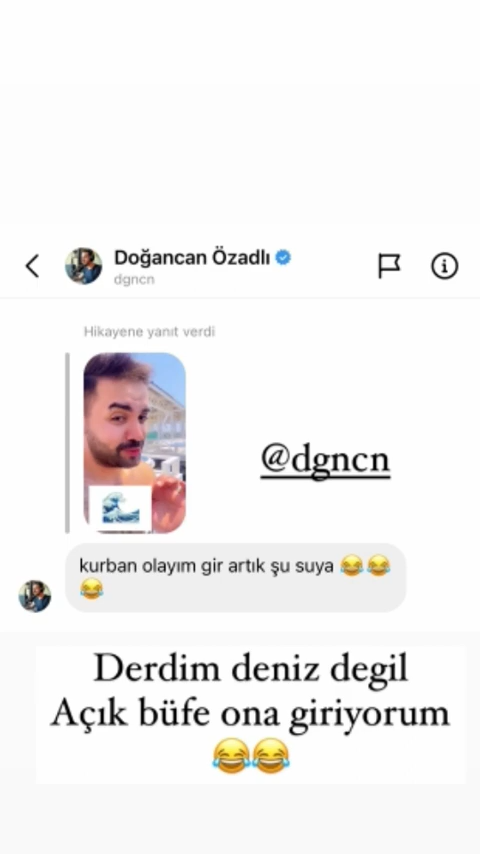 Doğancan Özadlı
dgncn
Hikayene yanıt verdi
@dgncn
kurban olayım gir artık şu suya 😂😂
😂
Derdim deniz degil
Açık büfe ona giriyorum
😂😂